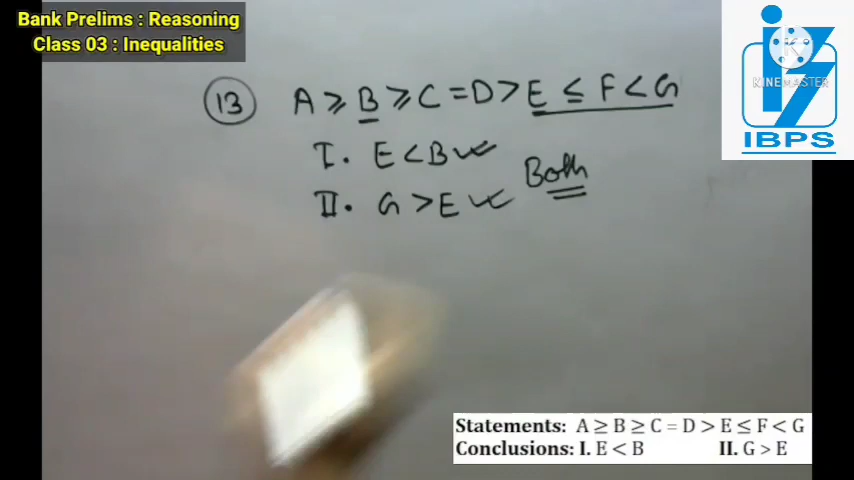 Bank Prelims : Reasoning
Class 03 : Inequalities
KINEMASTER
IBPS
13 A ≥ B ≥ C = D > E ≤ F < G
I. E < B ✓
Both
II. G > E ✓
Statements: A ≥ B ≥ C = D > E ≤ F < G
Conclusions: I. E < B II. G > E